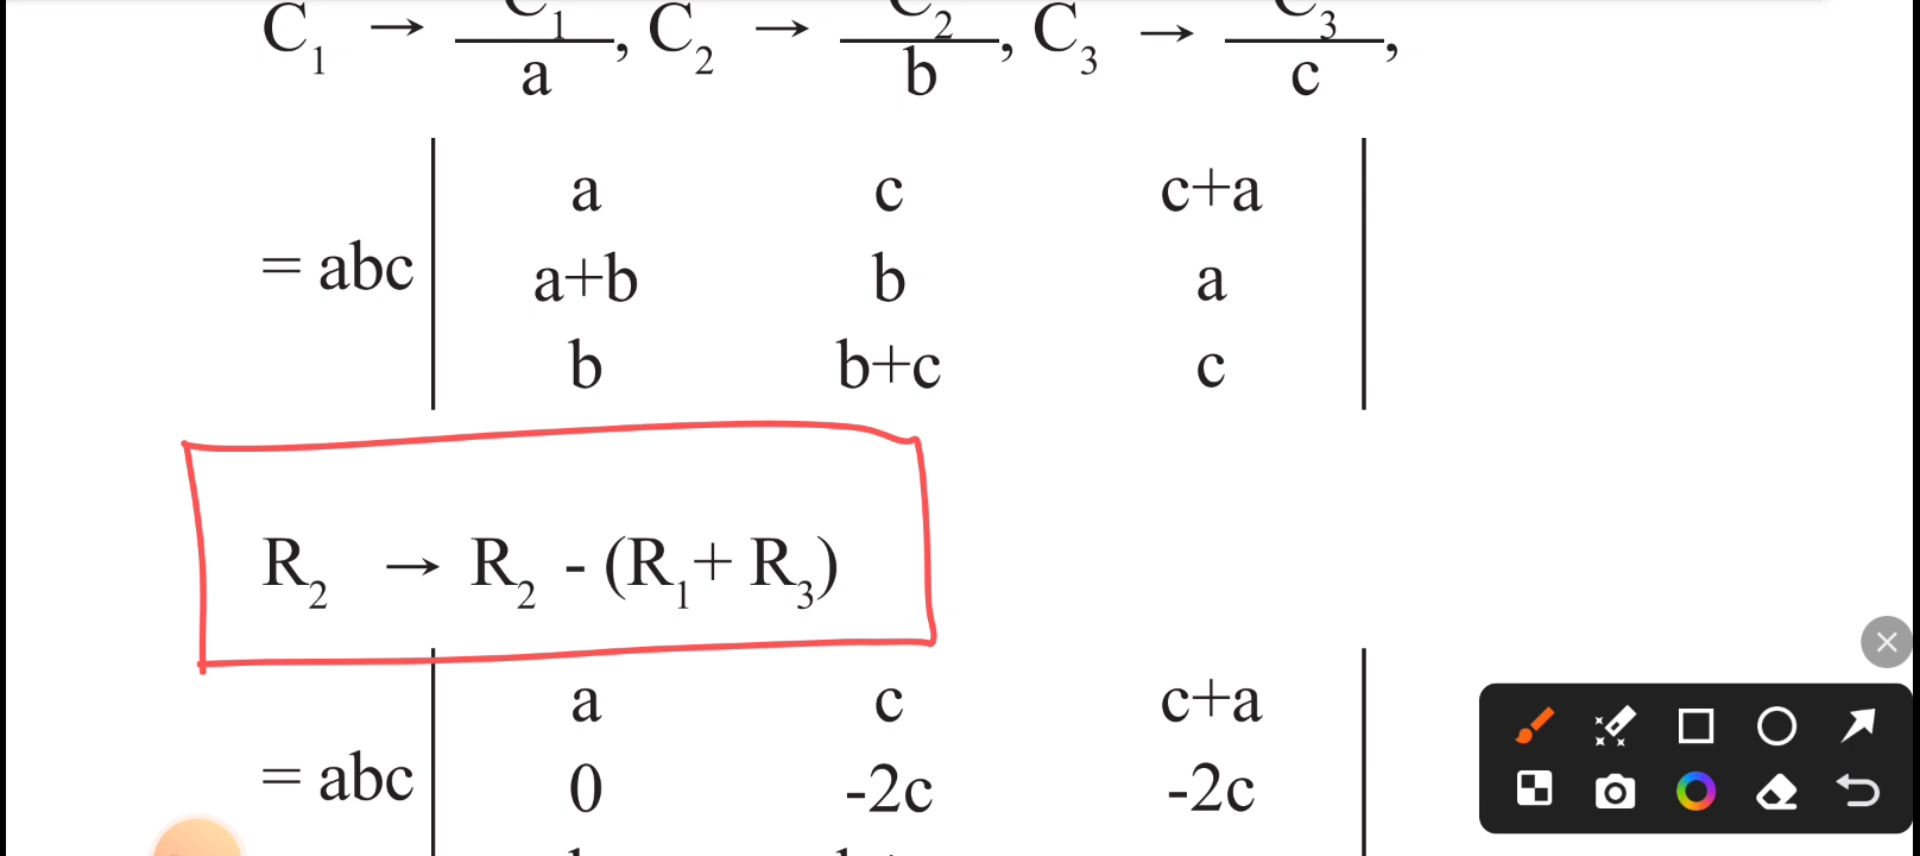 C₁ → C₁/a, C₂ → C₂/b, C₃ → C₃/c,
a c c+a
= abc a+b b a
b b+c c
R₂ → R₂ - (R₁+ R₃)
a c c+a
= abc 0 -2c -2c